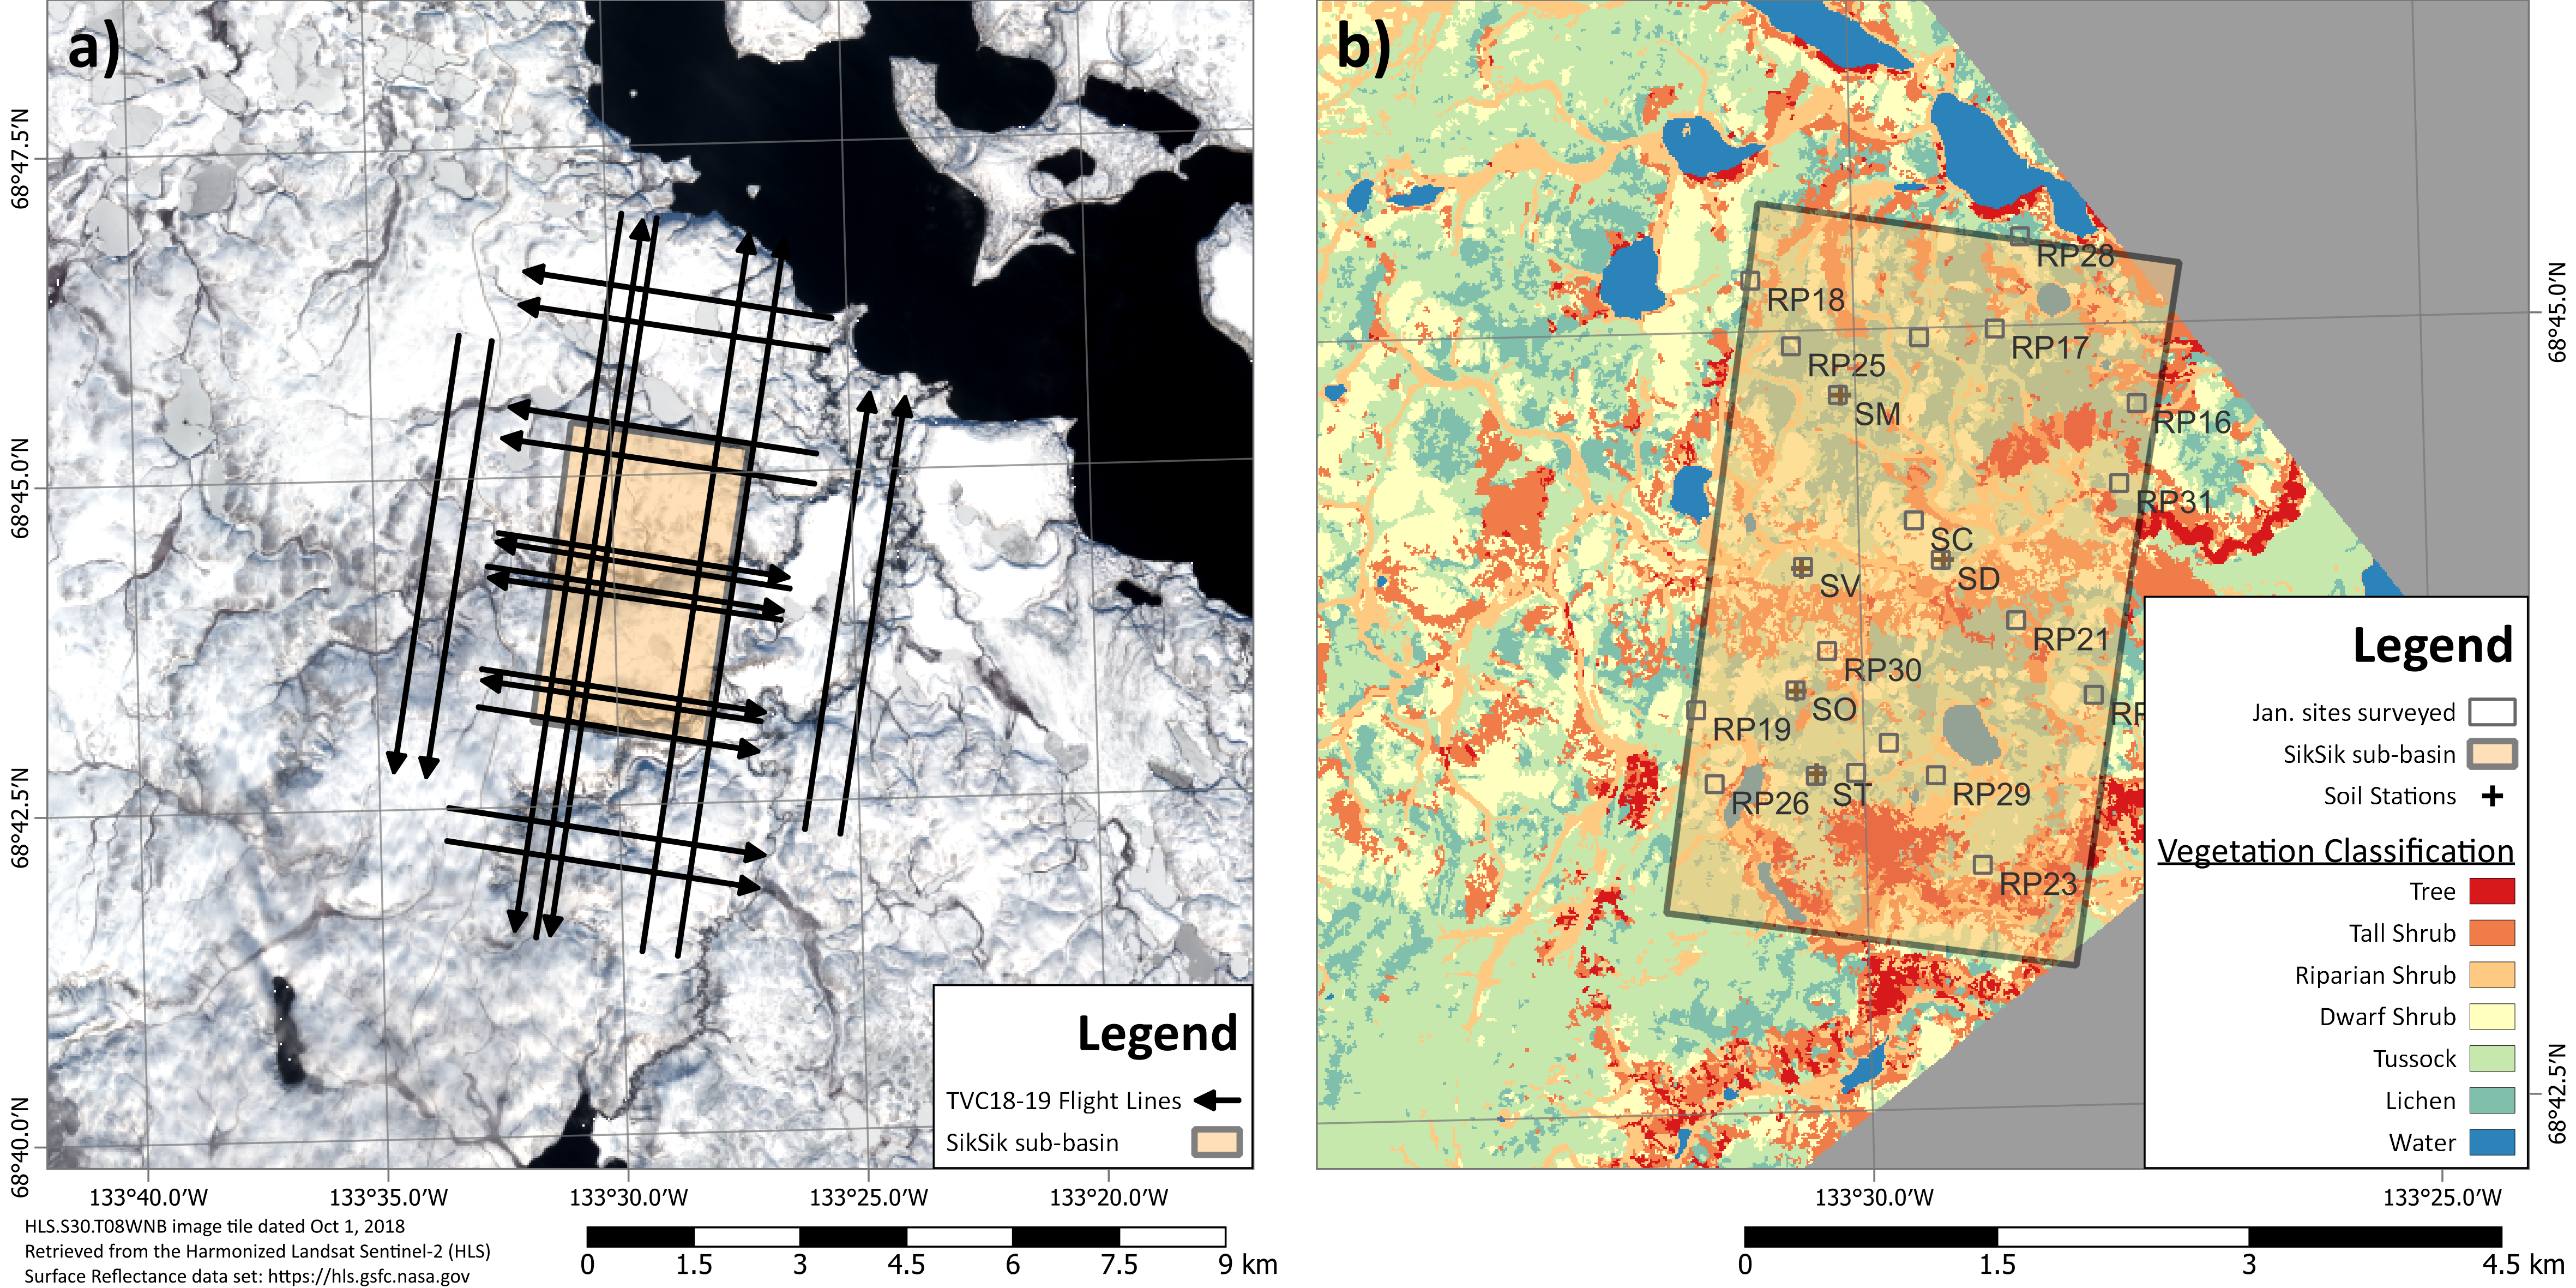 a)
68°47.5'N
68°45.0'N
68°42.5'N
68°40.0'N
133°40.0'W
133°35.0'W
133°30.0'W
133°25.0'W
133°20.0'W
Legend
TVC18-19 Flight Lines
SikSik sub-basin
HLS.S30.T08WNB image tile dated Oct 1, 2018
Retrieved from the Harmonized Landsat Sentinel-2 (HLS)
Surface Reflectance data set: https://hls.gsfc.nasa.gov
0 1.5 3 4.5 6 7.5 9 km
b)
RP28
RP18
RP17
RP25
SM
RP16
RP31
SC
SD
SV
RP21
RP30
SO
RP19
RP
ST
RP29
RP26
RP23
68°45.0'N
68°42.5'N
133°30.0'W
133°25.0'W
Legend
Jan. sites surveyed
SikSik sub-basin
Soil Stations
Vegetation Classification
Tree
Tall Shrub
Riparian Shrub
Dwarf Shrub
Tussock
Lichen
Water
0 1.5 3 4.5 km